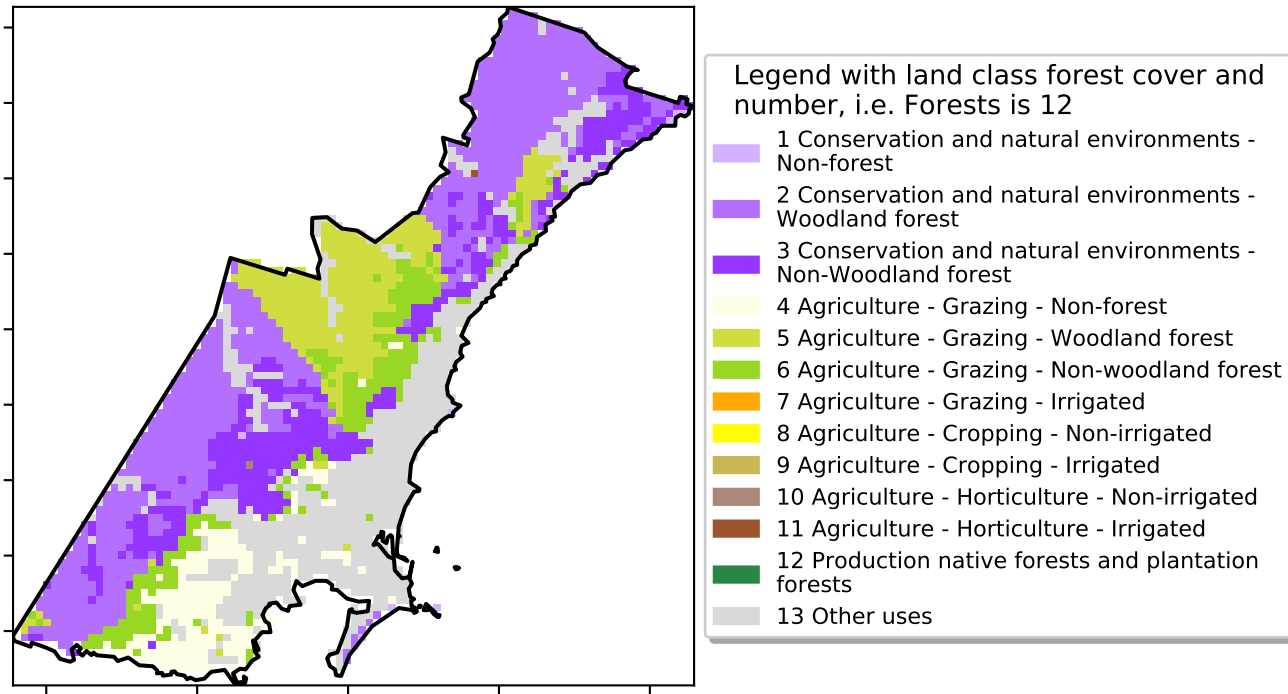 Legend with land class forest cover and
number, i.e. Forests is 12
1 Conservation and natural environments -
Non-forest
2 Conservation and natural environments -
Woodland forest
3 Conservation and natural environments -
Non-Woodland forest
4 Agriculture - Grazing - Non-forest
5 Agriculture - Grazing - Woodland forest
6 Agriculture - Grazing - Non-woodland forest
7 Agriculture - Grazing - Irrigated
8 Agriculture - Cropping - Non-irrigated
9 Agriculture - Cropping - Irrigated
10 Agriculture - Horticulture - Non-irrigated
11 Agriculture - Horticulture - Irrigated
12 Production native forests and plantation
forests
13 Other uses